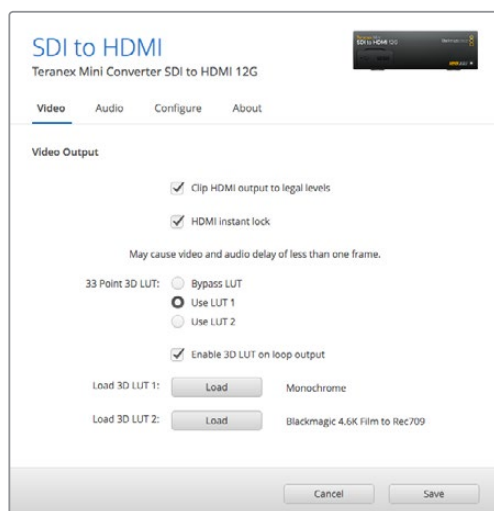 SDI to HDMI
Teranex Mini Converter SDI to HDMI 12G
Video Audio Configure About
Video Output
Clip HDMI output to legal levels
HDMI instant lock
May cause video and audio delay of less than one frame.
33 Point 3D LUT: Bypass LUT
Use LUT 1
Use LUT 2
Enable 3D LUT on loop output
Load 3D LUT 1: Load Monochrome
Load 3D LUT 2: Load Blackmagic 4.6K Film to Rec709
Cancel Save